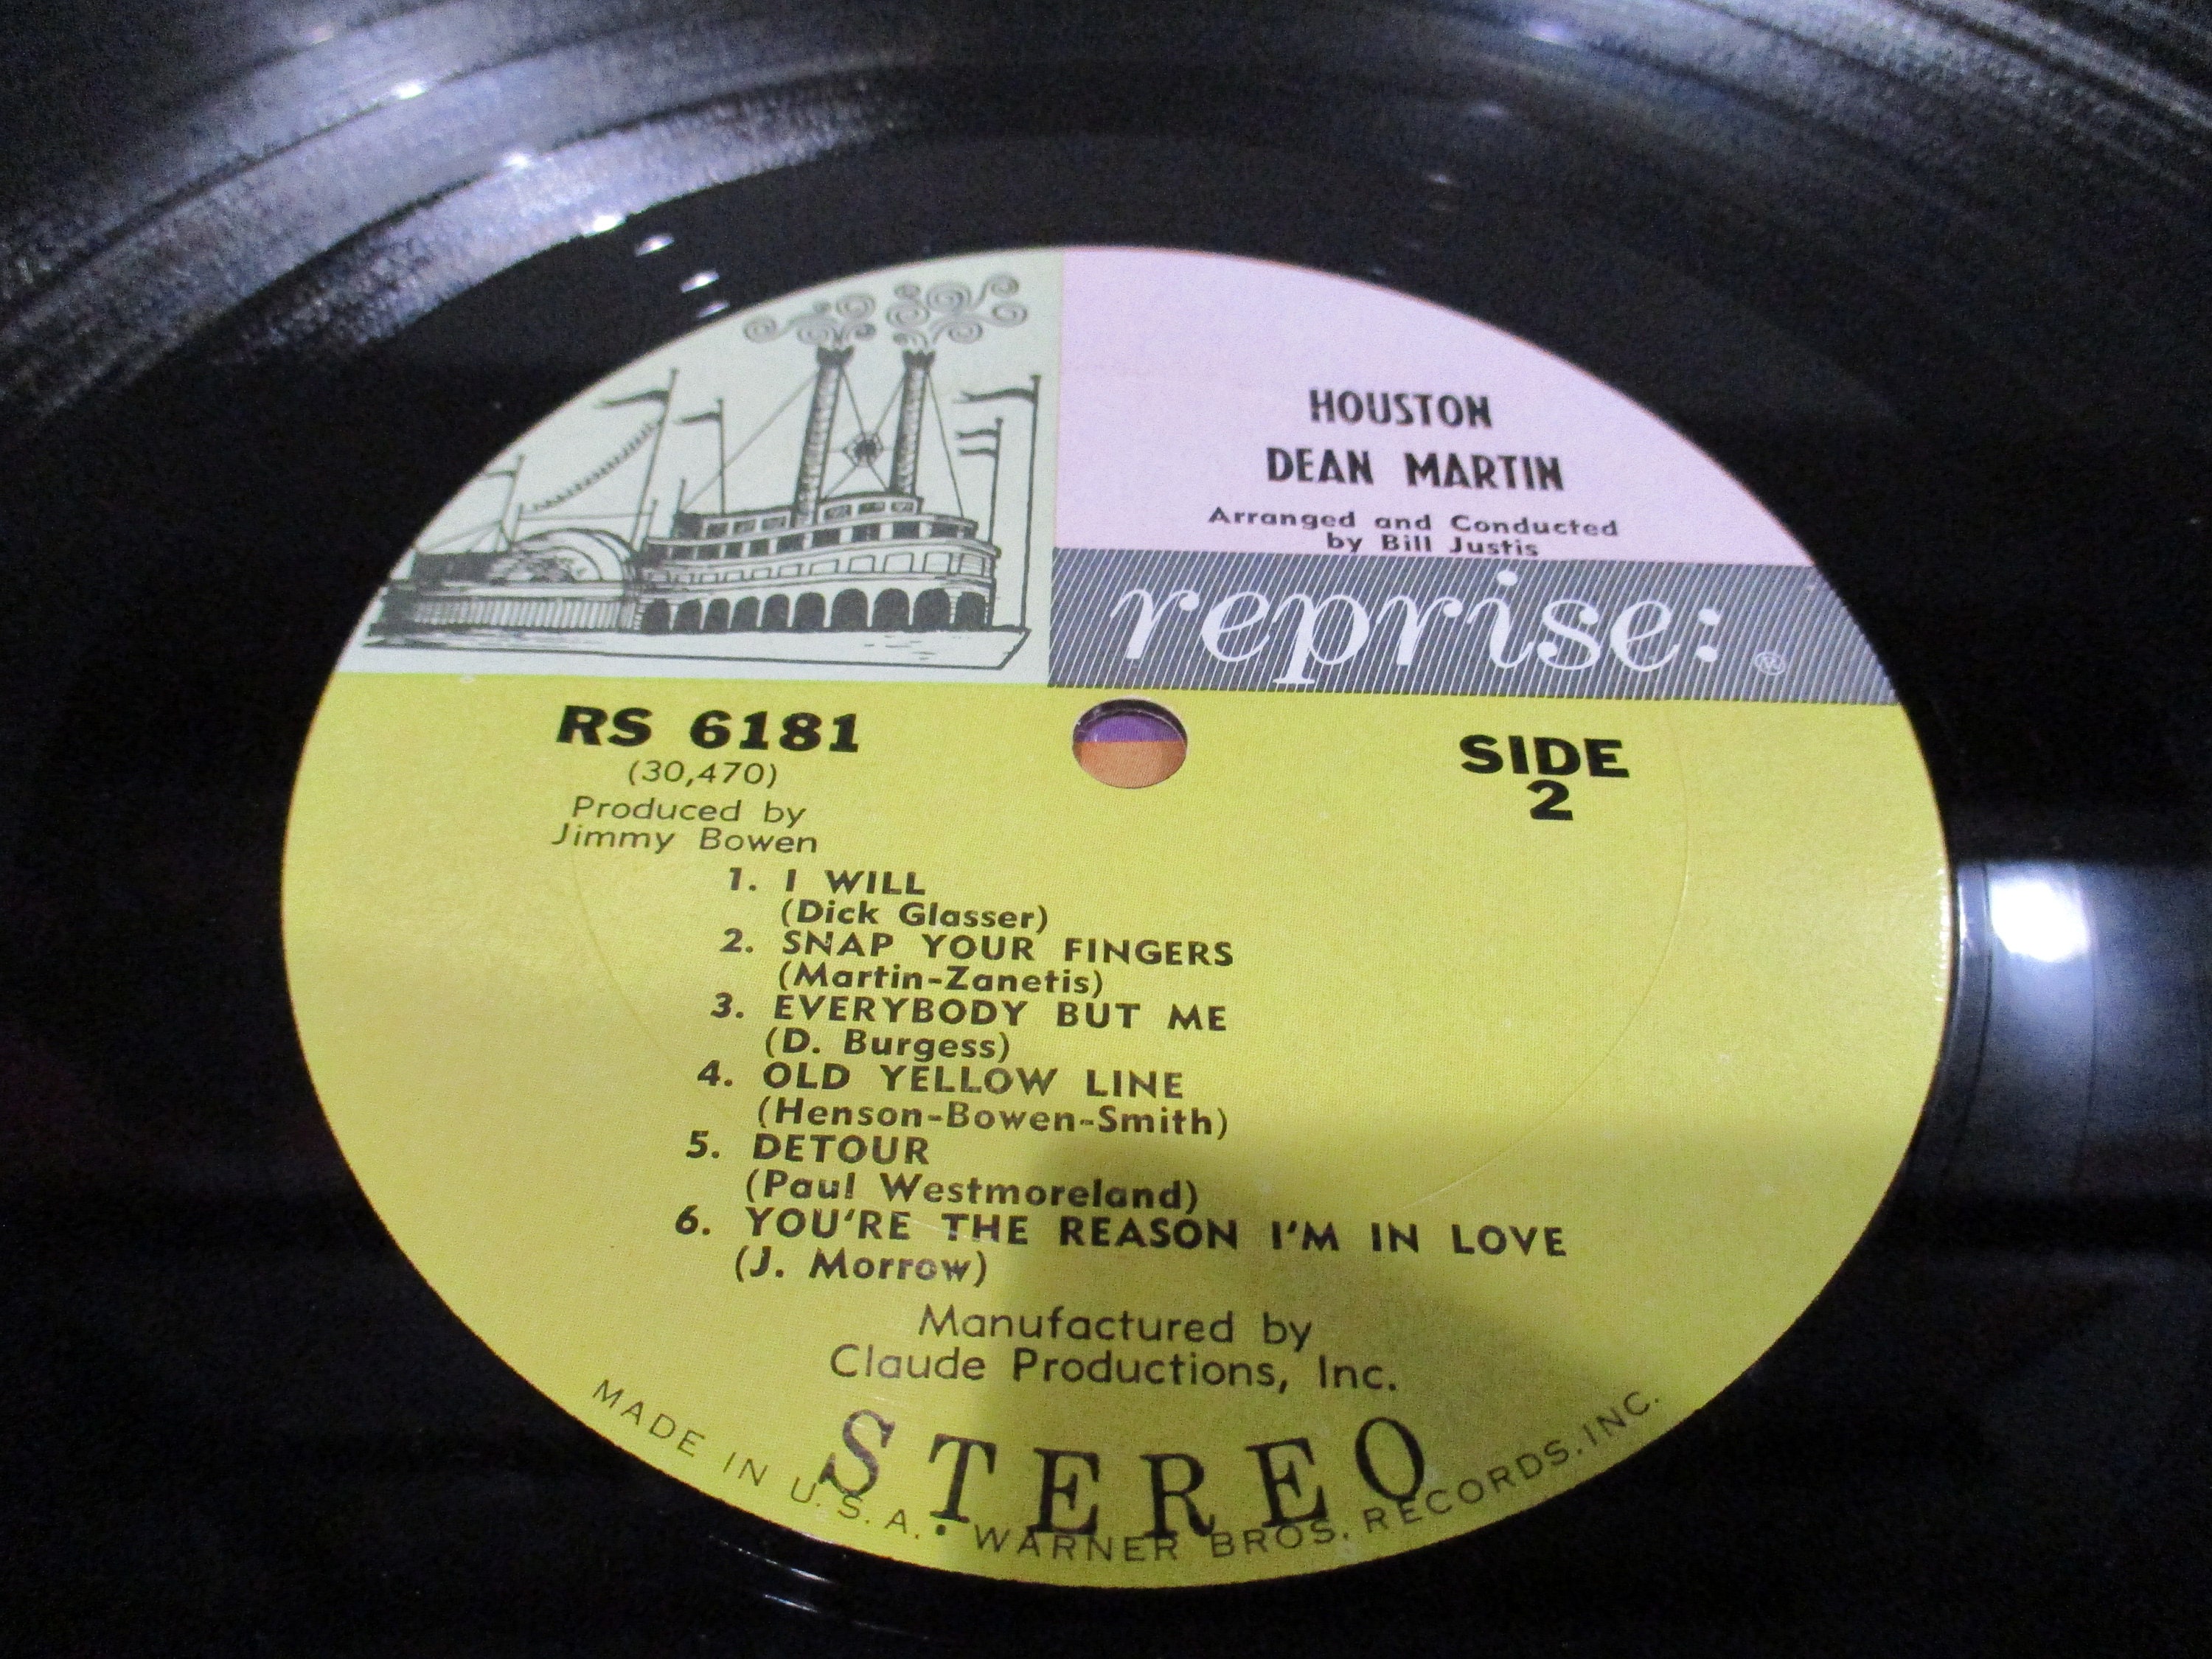 HOUSTON
DEAN MARTIN
Arranged and Conducted
by Bill Justis
reprise: ®
RS 6181
(30,470)
Produced by
Jimmy Bowen
SIDE
2
1. I WILL
(Dick Glasser)
2. SNAP YOUR FINGERS
(Martin-Zanetis)
3. EVERYBODY BUT ME
(D. Burgess)
4. OLD YELLOW LINE
(Henson-Bowen-Smith)
5. DETOUR
(Paul Westmoreland)
6. YOU'RE THE REASON I'M IN LOVE
(J. Morrow)
Manufactured by
Claude Productions, Inc.
STEREO
MADE IN U.S.A. • WARNER BROS. RECORDS, INC.